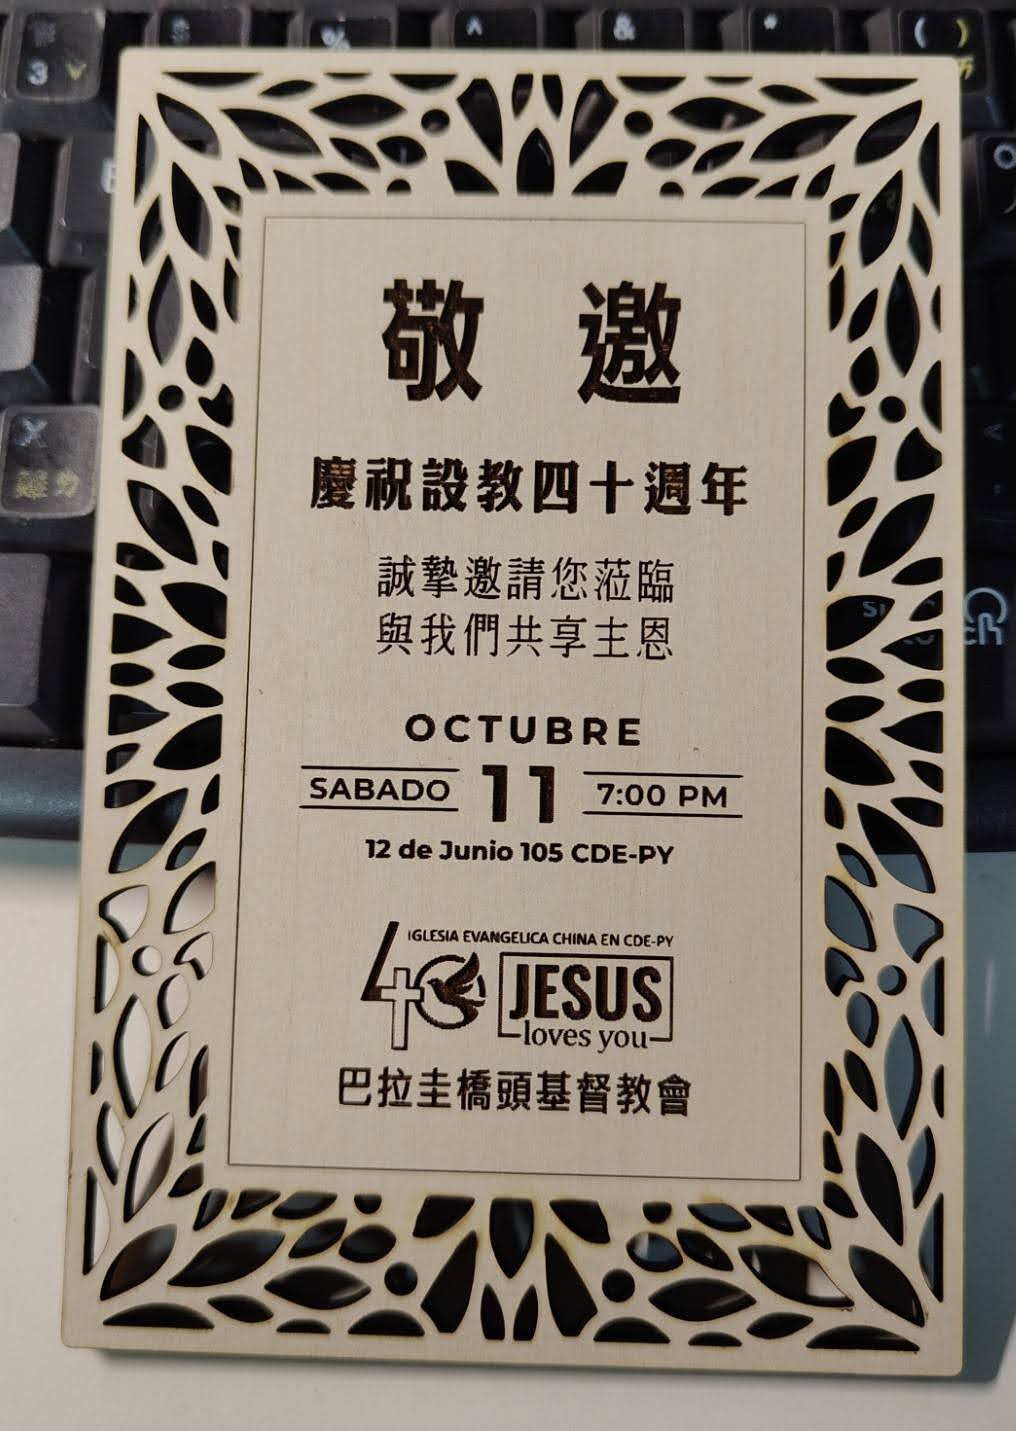 敬邀
慶祝設教四十週年
誠摯邀請您蒞臨
與我們共享主恩
OCTUBRE
SABADO 11 7:00 PM
12 de Junio 105 CDE-PY
40
IGLESIA EVANGELICA CHINA EN CDE-PY
JESUS
loves you
巴拉圭橋頭基督教會